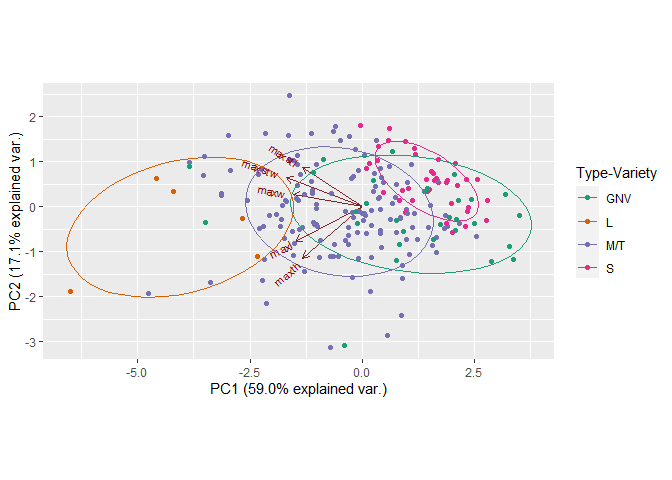 PC2 (17.1% explained var.)
2
1
0
-1
-2
-3
maxw
maxh
-5.0
-2.5
0.0
2.5
PC1 (59.0% explained var.)
Type-Variety
GNV
L
M/T
S